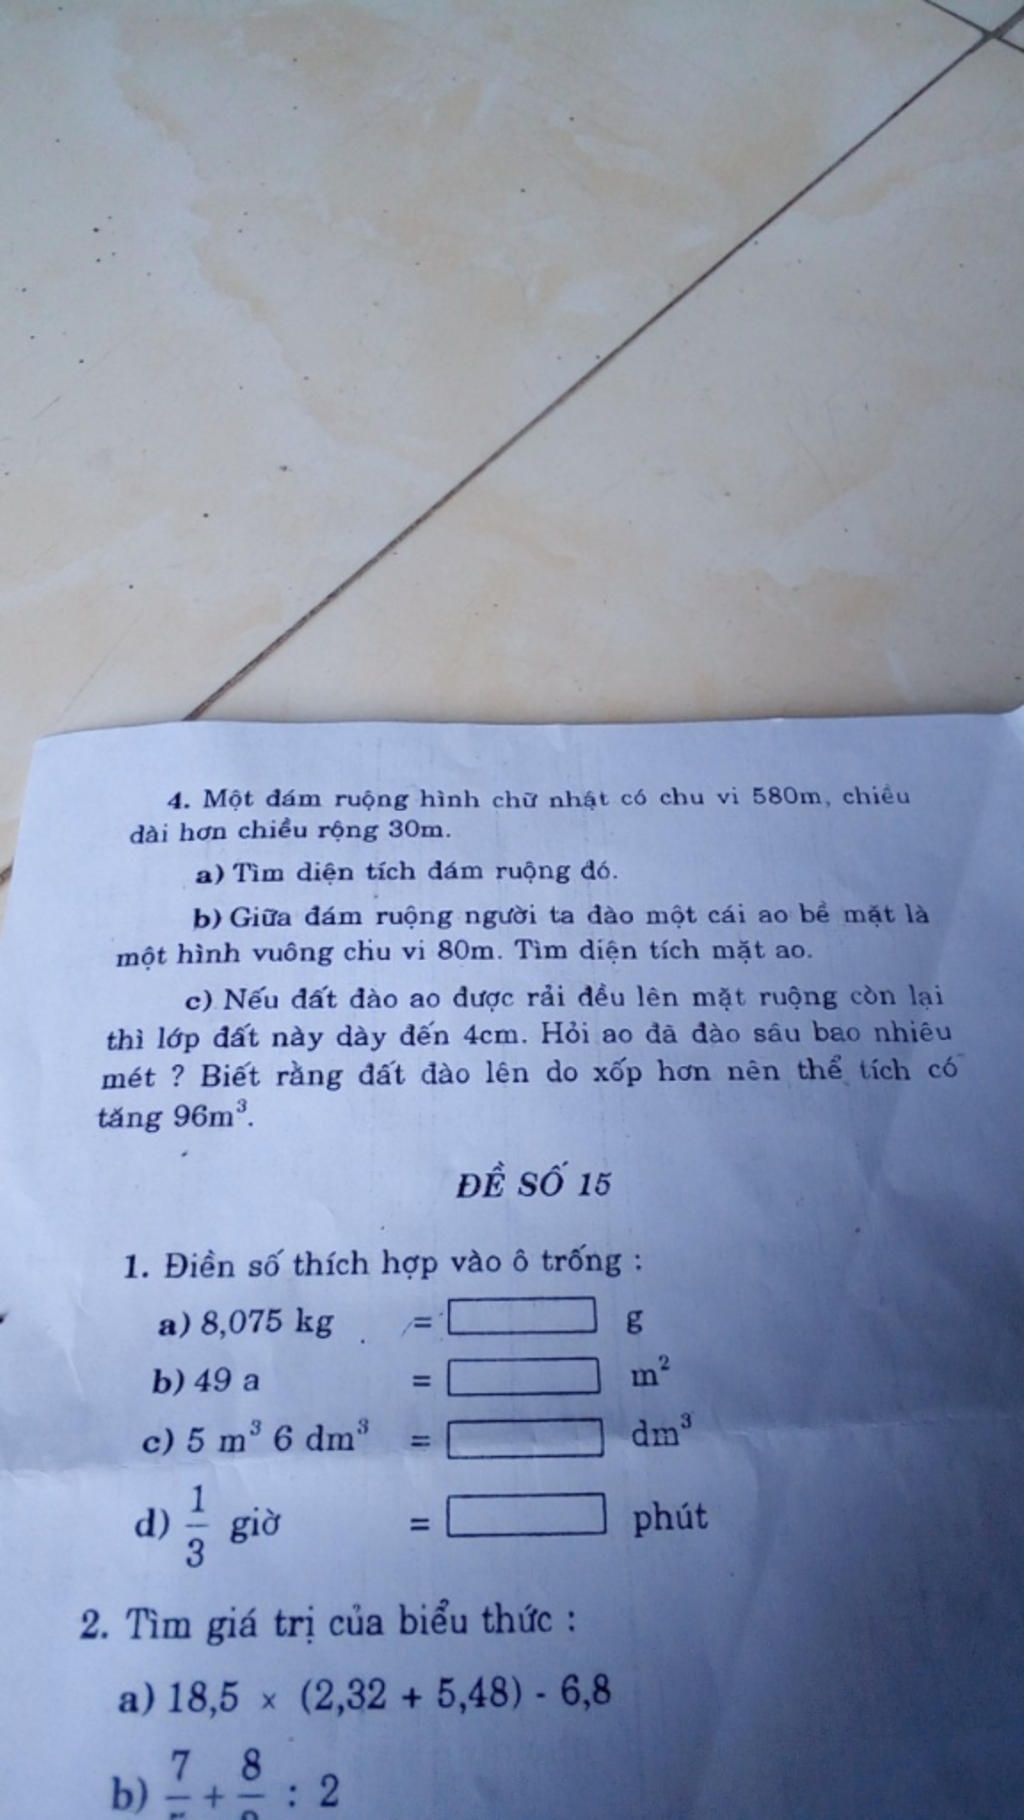 4. Một đám ruộng hình chữ nhật có chu vi 580m, chiều
dài hơn chiều rộng 30m.
a) Tìm diện tích đám ruộng đó.
b) Giữa đám ruộng người ta đào một cái ao bề mặt là
một hình vuông chu vi 80m. Tìm diện tích mặt ao.
c) Nếu đất đào ao được rải đều lên mặt ruộng còn lại
thì lớp đất này dày đến 4cm. Hỏi ao đã đào sâu bao nhiêu
mét ? Biết rằng đất đào lên do xốp hơn nên thể tích có
tăng 96m³.
ĐỀ SỐ 15
1. Điền số thích hợp vào ô trống :
a) 8,075 kg = g
b) 49 a = m²
c) 5 m³ 6 dm³ = dm³
d) 1/3 giờ = phút
2. Tìm giá trị của biểu thức :
a) 18,5 × (2,32 + 5,48) - 6,8
b) 7 + 8 : 2